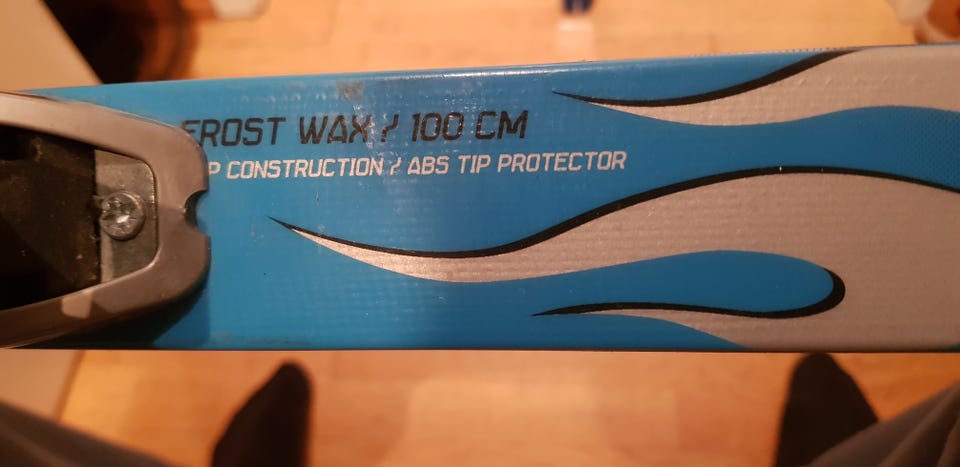 FROST WAX / 100 CM
P CONSTRUCTION / ABS TIP PROTECTOR